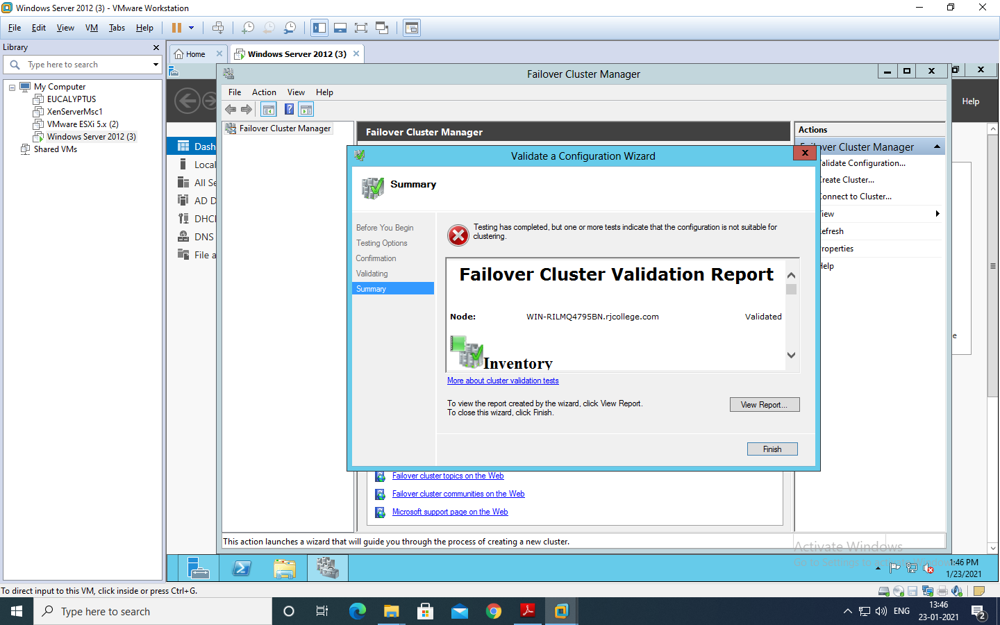 Windows Server 2012 (3) - VMware Workstation
File Edit View VM Tabs Help
Library
Type here to search
My Computer
EUCALYPTUS
XenServerMsc1
VMware ESXi 5.x (2)
Windows Server 2012 (3)
Shared VMs
Home
Windows Server 2012 (3)
Failover Cluster Manager
File Action View Help
Help
Dash
Local
All Se
AD D
DHC
DNS
File a
Failover Cluster Manager
Failover Cluster Manager
Actions
over Cluster Manager
alidate Configuration...
reate Cluster...
onnect to Cluster...
iew
efresh
roperties
elp
e
Validate a Configuration Wizard
Summary
Before You Begin
Testing Options
Confirmation
Validating
Summary
Testing has completed, but one or more tests indicate that the configuration is not suitable for
clustering.
Failover Cluster Validation Report
Node: WIN-RILMQ4795BN.rjcollege.com Validated
Inventory
More about cluster validation tests
To view the report created by the wizard, click View Report.
To close this wizard, click Finish.
View Report...
Finish
Failover cluster topics on the Web
Failover cluster communities on the Web
Microsoft support page on the Web
This action launches a wizard that will guide you through the process of creating a new cluster.
Activate Windows
Go to Settings to
1:46 PM
1/23/2021
To direct input to this VM, click inside or press Ctrl+G.
Type here to search
ENG
13:46
23-01-2021
2